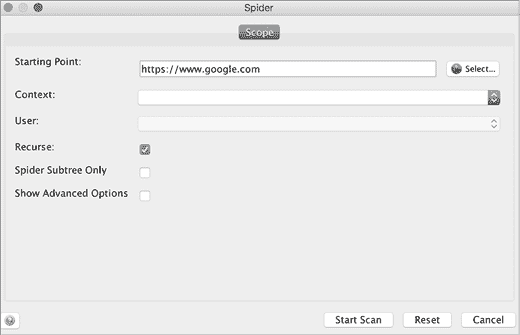 Spider
Scope
Starting Point: https://www.google.com Select...
Context:
User:
Recurse:
Spider Subtree Only
Show Advanced Options
Start Scan Reset Cancel